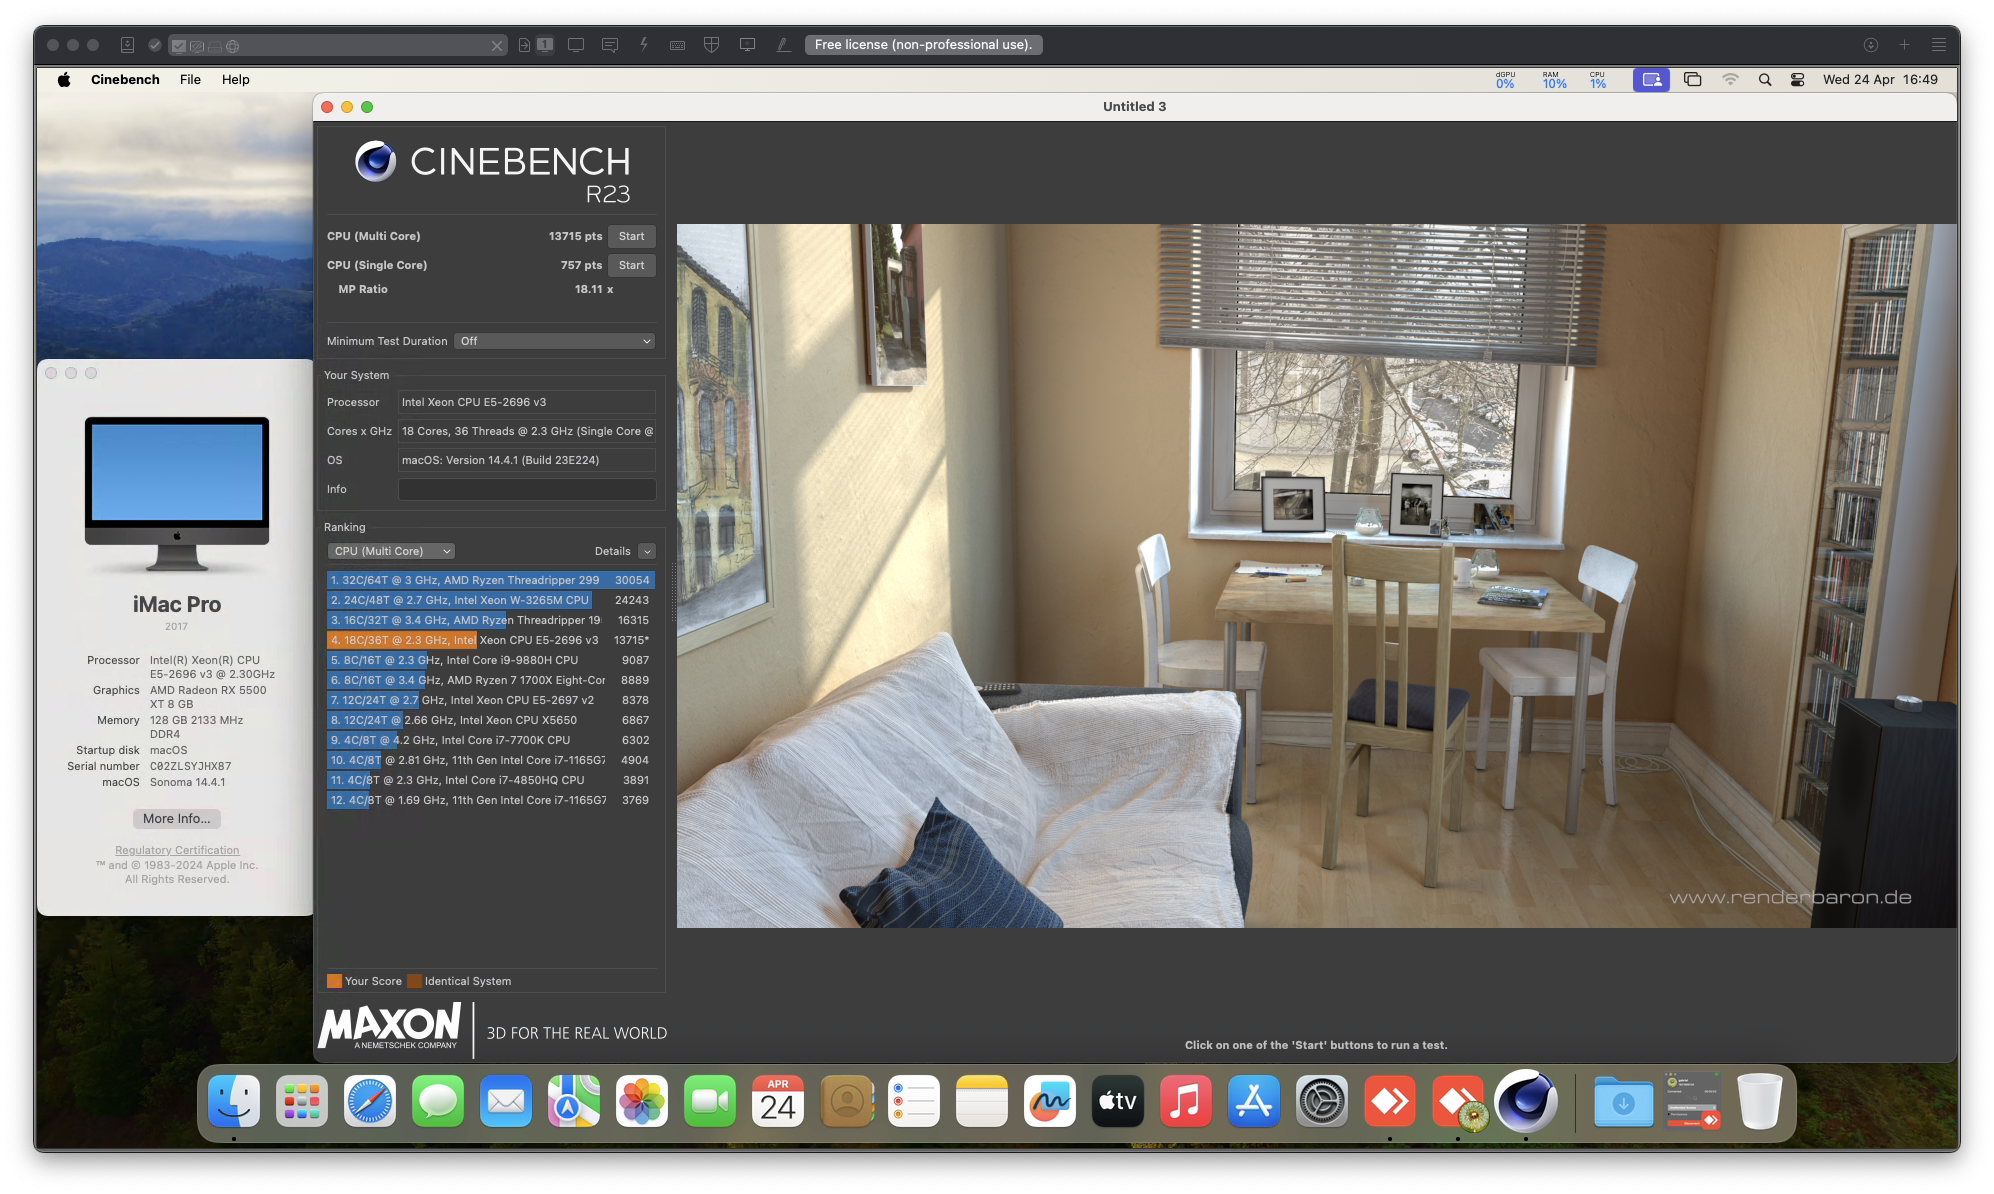 1
Free license (non-professional use).
Cinebench File Help
dGPU 0% RAM 10% CPU 1% Wed 24 Apr 16:49
Untitled 3
CINEBENCH
R23
CPU (Multi Core) 13715 pts Start
CPU (Single Core) 757 pts Start
MP Ratio 18.11 x
Minimum Test Duration Off
Your System
Processor Intel Xeon CPU E5-2696 v3
Cores x GHz 18 Cores, 36 Threads @ 2.3 GHz (Single Core @
OS macOS: Version 14.4.1 (Build 23E224)
Info
Ranking
CPU (Multi Core) Details
1. 32C/64T @ 3 GHz, AMD Ryzen Threadripper 299 30054
2. 24C/48T @ 2.7 GHz, Intel Xeon W-3265M CPU 24243
3. 16C/32T @ 3.4 GHz, AMD Ryzen Threadripper 19 16315
4. 18C/36T @ 2.3 GHz, Intel Xeon CPU E5-2696 v3 13715*
5. 8C/16T @ 2.3 GHz, Intel Core i9-9880H CPU 9087
6. 8C/16T @ 3.4 GHz, AMD Ryzen 7 1700X Eight-Cor 8889
7. 12C/24T @ 2.7 GHz, Intel Xeon CPU E5-2697 v2 8378
8. 12C/24T @ 2.66 GHz, Intel Xeon CPU X5650 6867
9. 4C/8T @ 4.2 GHz, Intel Core i7-7700K CPU 6302
10. 4C/8T @ 2.81 GHz, 11th Gen Intel Core i7-1165G7 4904
11. 4C/8T @ 2.3 GHz, Intel Core i7-4850HQ CPU 3891
12. 4C/8T @ 1.69 GHz, 11th Gen Intel Core i7-1165G7 3769
Your Score Identical System
MAXON
A NEMETSCHEK COMPANY
3D FOR THE REAL WORLD
www.renderbaron.de
Click on one of the 'Start' buttons to run a test.
iMac Pro
2017
Processor Intel(R) Xeon(R) CPU
E5-2696 v3 @ 2.30GHz
Graphics AMD Radeon RX 5500
XT 8 GB
Memory 128 GB 2133 MHz
DDR4
Startup disk macOS
Serial number C02ZLSYJHX87
macOS Sonoma 14.4.1
More Info...
Regulatory Certification
™ and © 1983-2024 Apple Inc.
All Rights Reserved.
APR
24
tv